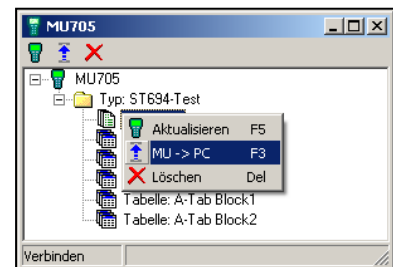 MU705
MU705
Typ: ST694-Test
Aktualisieren F5
MU -> PC F3
Löschen Del
Tabelle: A-Tab Block1
Tabelle: A-Tab Block2
Verbinden